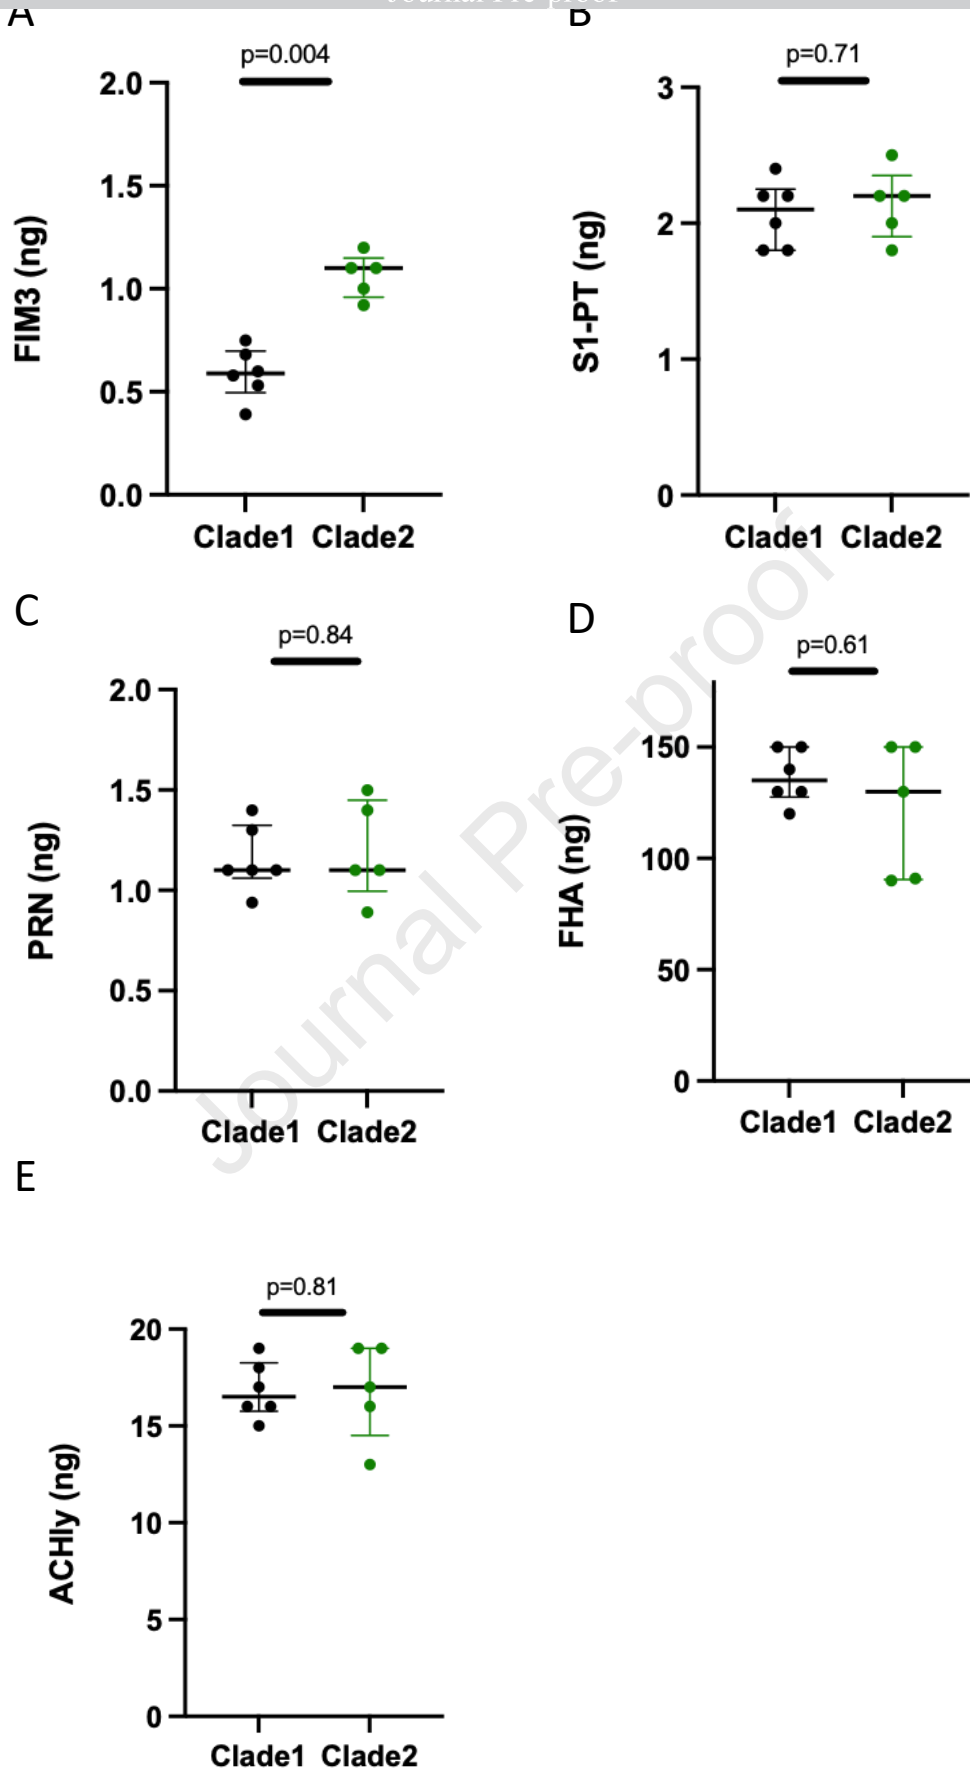 Journal Pre-proof
A
B
p=0.004
p=0.71
2.0
1.5
1.0
0.5
0.0
FIM3 (ng)
Clade1 Clade2
3
2
1
0
S1-PT (ng)
Clade1 Clade2
C
D
p=0.84
p=0.61
2.0
1.5
1.0
0.5
0.0
PRN (ng)
Clade1 Clade2
150
100
50
0
FHA (ng)
Clade1 Clade2
E
p=0.81
20
15
10
5
0
ACHly (ng)
Clade1 Clade2
Journal Pre-proof